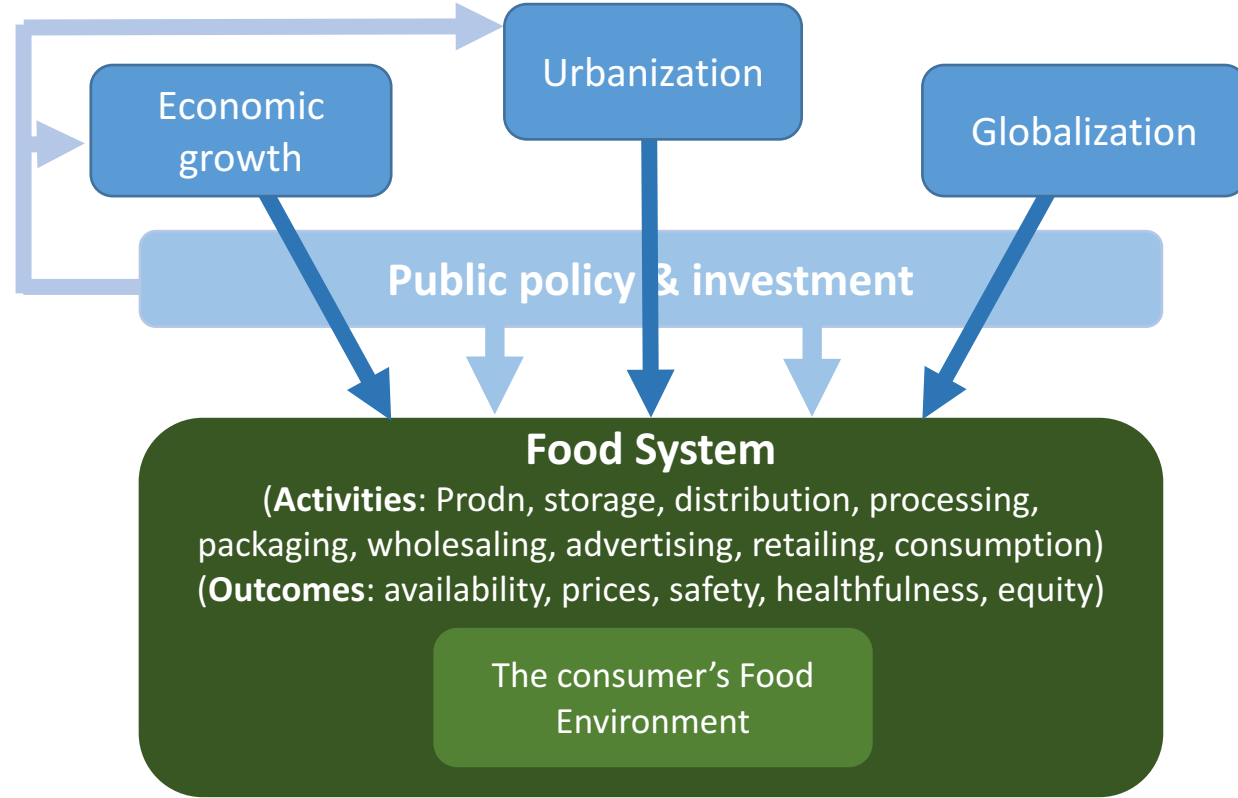 Urbanization
Economic
growth
Globalization
Public policy & investment
Food System
(Activities: Prodn, storage, distribution, processing,
packaging, wholesaling, advertising, retailing, consumption)
(Outcomes: availability, prices, safety, healthfulness, equity)
The consumer’s Food
Environment